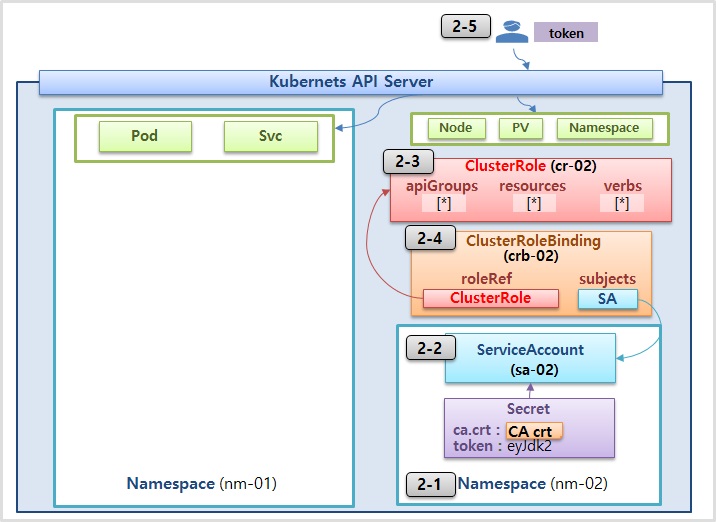 2-5
token
Kubernets API Server
Pod
Svc
Node
PV
Namespace
2-3
ClusterRole (cr-02)
apiGroups resources verbs
[*] [*] [*]
2-4
ClusterRoleBinding
(crb-02)
roleRef subjects
ClusterRole SA
2-2
ServiceAccount
(sa-02)
Secret
ca.crt : CA crt
token : eyJdk2
Namespace (nm-01)
2-1
Namespace (nm-02)